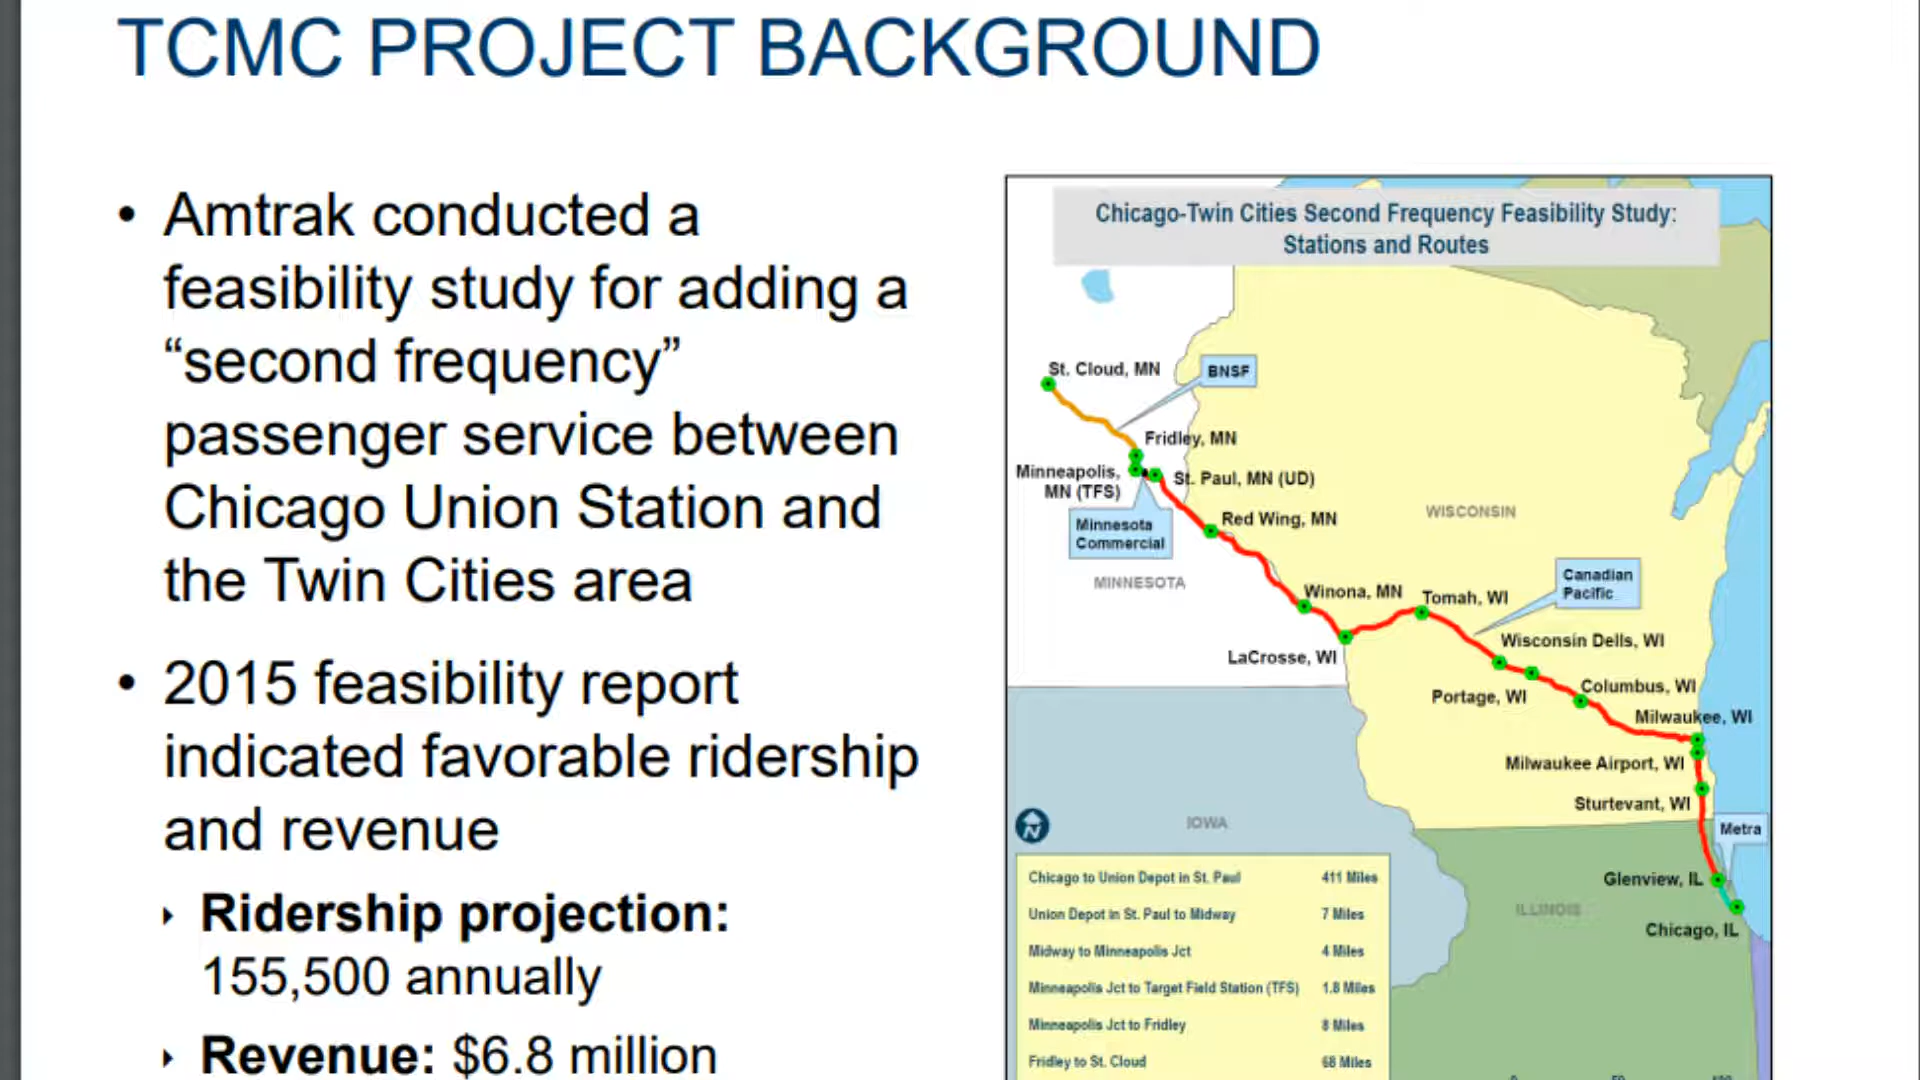 TCMC PROJECT BACKGROUND
• Amtrak conducted a
feasibility study for adding a
“second frequency”
passenger service between
Chicago Union Station and
the Twin Cities area
• 2015 feasibility report
indicated favorable ridership
and revenue
‣ Ridership projection:
155,500 annually
‣ Revenue: $6.8 million
Chicago-Twin Cities Second Frequency Feasibility Study:
Stations and Routes
St. Cloud, MN
BNSF
Fridley, MN
Minneapolis,
MN (TFS)
St. Paul, MN (UD)
Minnesota
Commercial
Red Wing, MN
WISCONSIN
MINNESOTA
Canadian
Pacific
Winona, MN
Tomah, WI
Wisconsin Dells, WI
LaCrosse, WI
Portage, WI
Columbus, WI
Milwaukee, WI
Milwaukee Airport, WI
Sturtevant, WI
N
IOWA
Metra
Glenview, IL
ILLINOIS
Chicago, IL
Chicago to Union Depot in St. Paul 411 Miles
Union Depot in St. Paul to Midway 7 Miles
Midway to Minneapolis Jct 4 Miles
Minneapolis Jct to Target Field Station (TFS) 1.8 Miles
Minneapolis Jct to Fridley 8 Miles
Fridley to St. Cloud 68 Miles